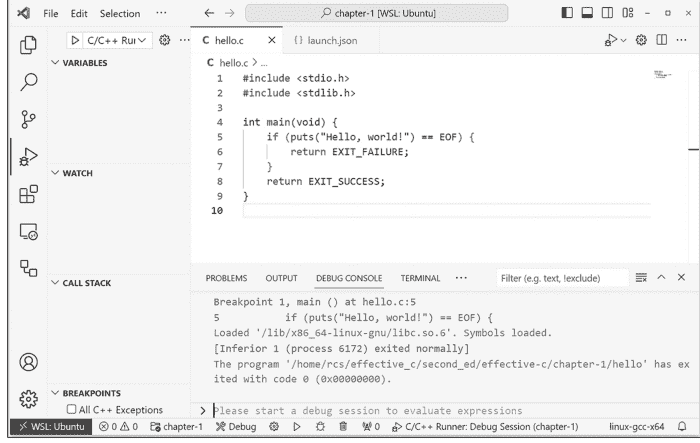 File Edit Selection ···
chapter-1 [WSL: Ubuntu]
C/C++ Rur
VARIABLES
WATCH
CALL STACK
BREAKPOINTS
All C++ Exceptions
C hello.c
{} launch.json
C hello.c > ...
1 #include <stdio.h>
2 #include <stdlib.h>
3
4 int main(void) {
5 if (puts("Hello, world!") == EOF) {
6 return EXIT_FAILURE;
7 }
8 return EXIT_SUCCESS;
9 }
10
PROBLEMS OUTPUT DEBUG CONSOLE TERMINAL ··· Filter (e.g. text, !exclude)
Breakpoint 1, main () at hello.c:5
5 if (puts("Hello, world!") == EOF) {
Loaded '/lib/x86_64-linux-gnu/libc.so.6'. Symbols loaded.
[Inferior 1 (process 6172) exited normally]
The program '/home/rcs/effective_c/second_ed/effective-c/chapter-1/hello' has ex
ited with code 0 (0x00000000).
> Please start a debug session to evaluate expressions
WSL: Ubuntu 0 0 chapter-1 Debug 0 C/C++ Runner: Debug Session (chapter-1) linux-gcc-x64